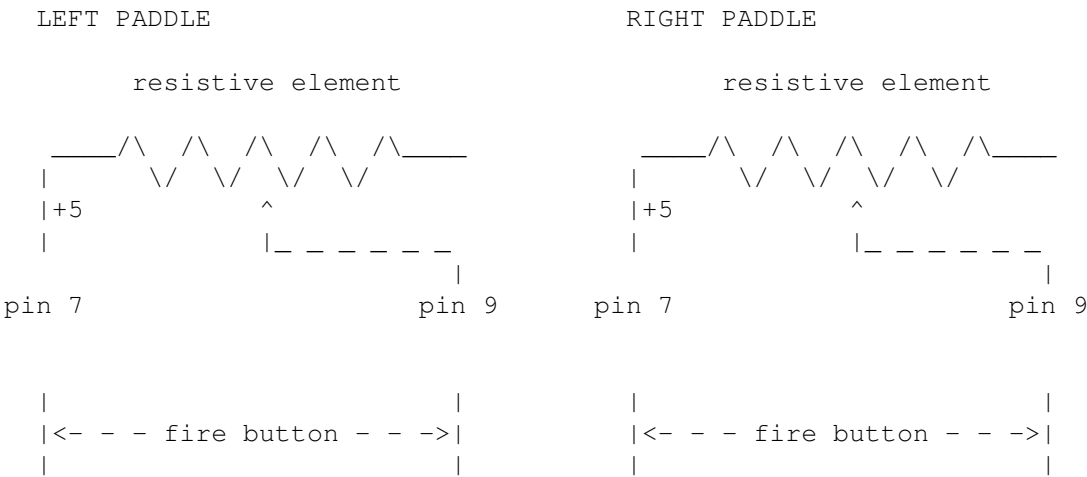 LEFT PADDLE RIGHT PADDLE
resistive element resistive element
+5 +5
pin 7 pin 9 pin 7 pin 9
<- - - fire button - - -> <- - - fire button - - ->